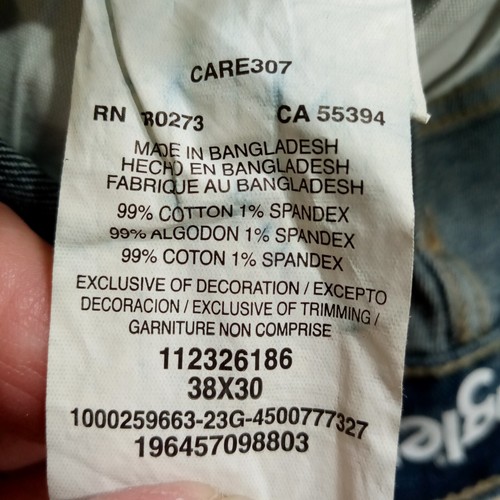 CARE307
RN 80273 CA 55394
MADE IN BANGLADESH
HECHO EN BANGLADESH
FABRIQUE AU BANGLADESH
99% COTTON 1% SPANDEX
99% ALGODON 1% SPANDEX
99% COTON 1% SPANDEX
EXCLUSIVE OF DECORATION / EXCEPTO
DECORACION / EXCLUSIVE OF TRIMMING /
GARNITURE NON COMPRISE
112326186
38X30
1000259663-23G-4500777327
196457098803